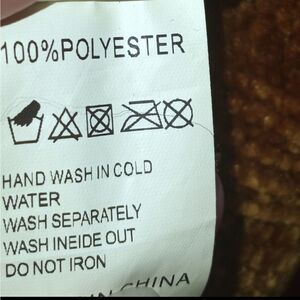 100%POLYESTER
HAND WASH IN COLD
WATER
WASH SEPARATELY
WASH INEIDE OUT
DO NOT IRON
IN CHINA